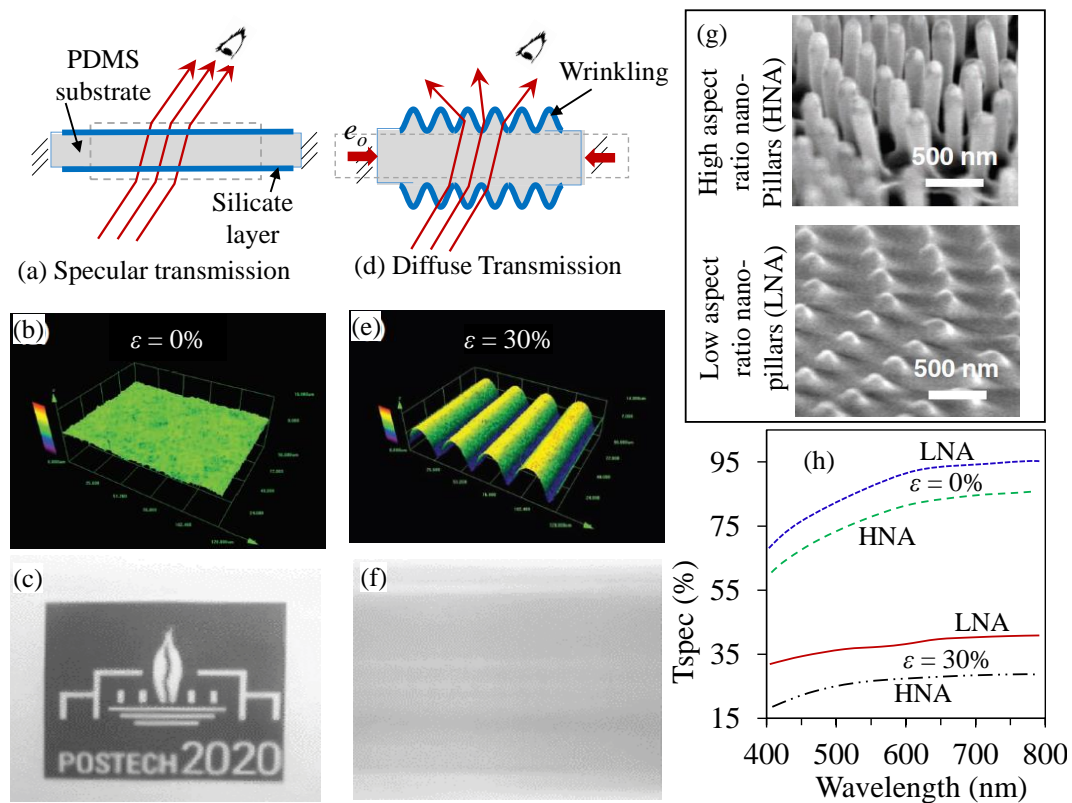 PDMS
substrate
Silicate
layer
(a) Specular transmission
e_o
Wrinkling
(d) Diffuse Transmission
(g)
High aspect
ratio nano-
Pillars (HNA)
500 nm
Low aspect
ratio nano-
pillars (LNA)
500 nm
(b)
ε = 0%
(e)
ε = 30%
(c)
POSTECH 2020
(f)
(h)
LNA
ε = 0%
HNA
LNA
ε = 30%
HNA
Tspec (%)
95
75
55
35
15
400 500 600 700 800
Wavelength (nm)